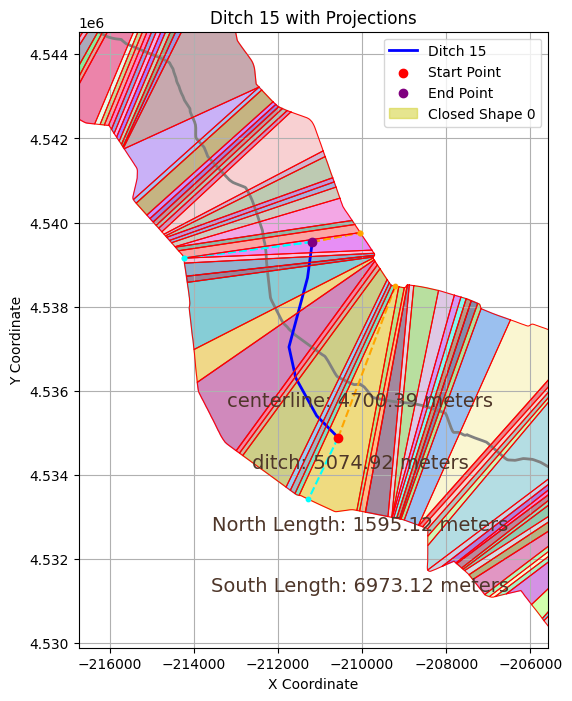 Ditch 15 with Projections
1e6
Ditch 15
Start Point
End Point
Closed Shape 0
4.544
4.542
4.540
4.538
4.536
4.534
4.532
4.530
Y Coordinate
centerline: 4700.39 meters
ditch: 5074.92 meters
North Length: 1595.12 meters
South Length: 6973.12 meters
−216000 −214000 −212000 −210000 −208000 −206000
X Coordinate